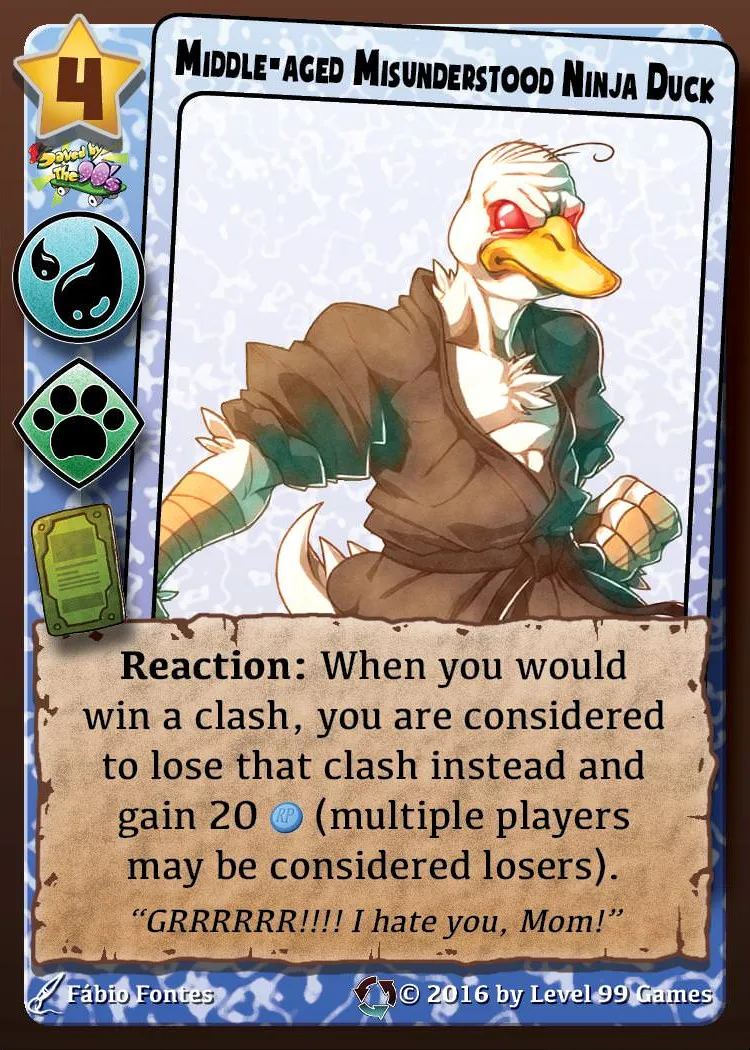 4
Middle-aged Misunderstood Ninja Duck
Saved by
The 90's
Reaction: When you would
win a clash, you are considered
to lose that clash instead and
gain 20 RP (multiple players
may be considered losers).
“GRRRRRR!!!! I hate you, Mom!”
Fábio Fontes
© 2016 by Level 99 Games